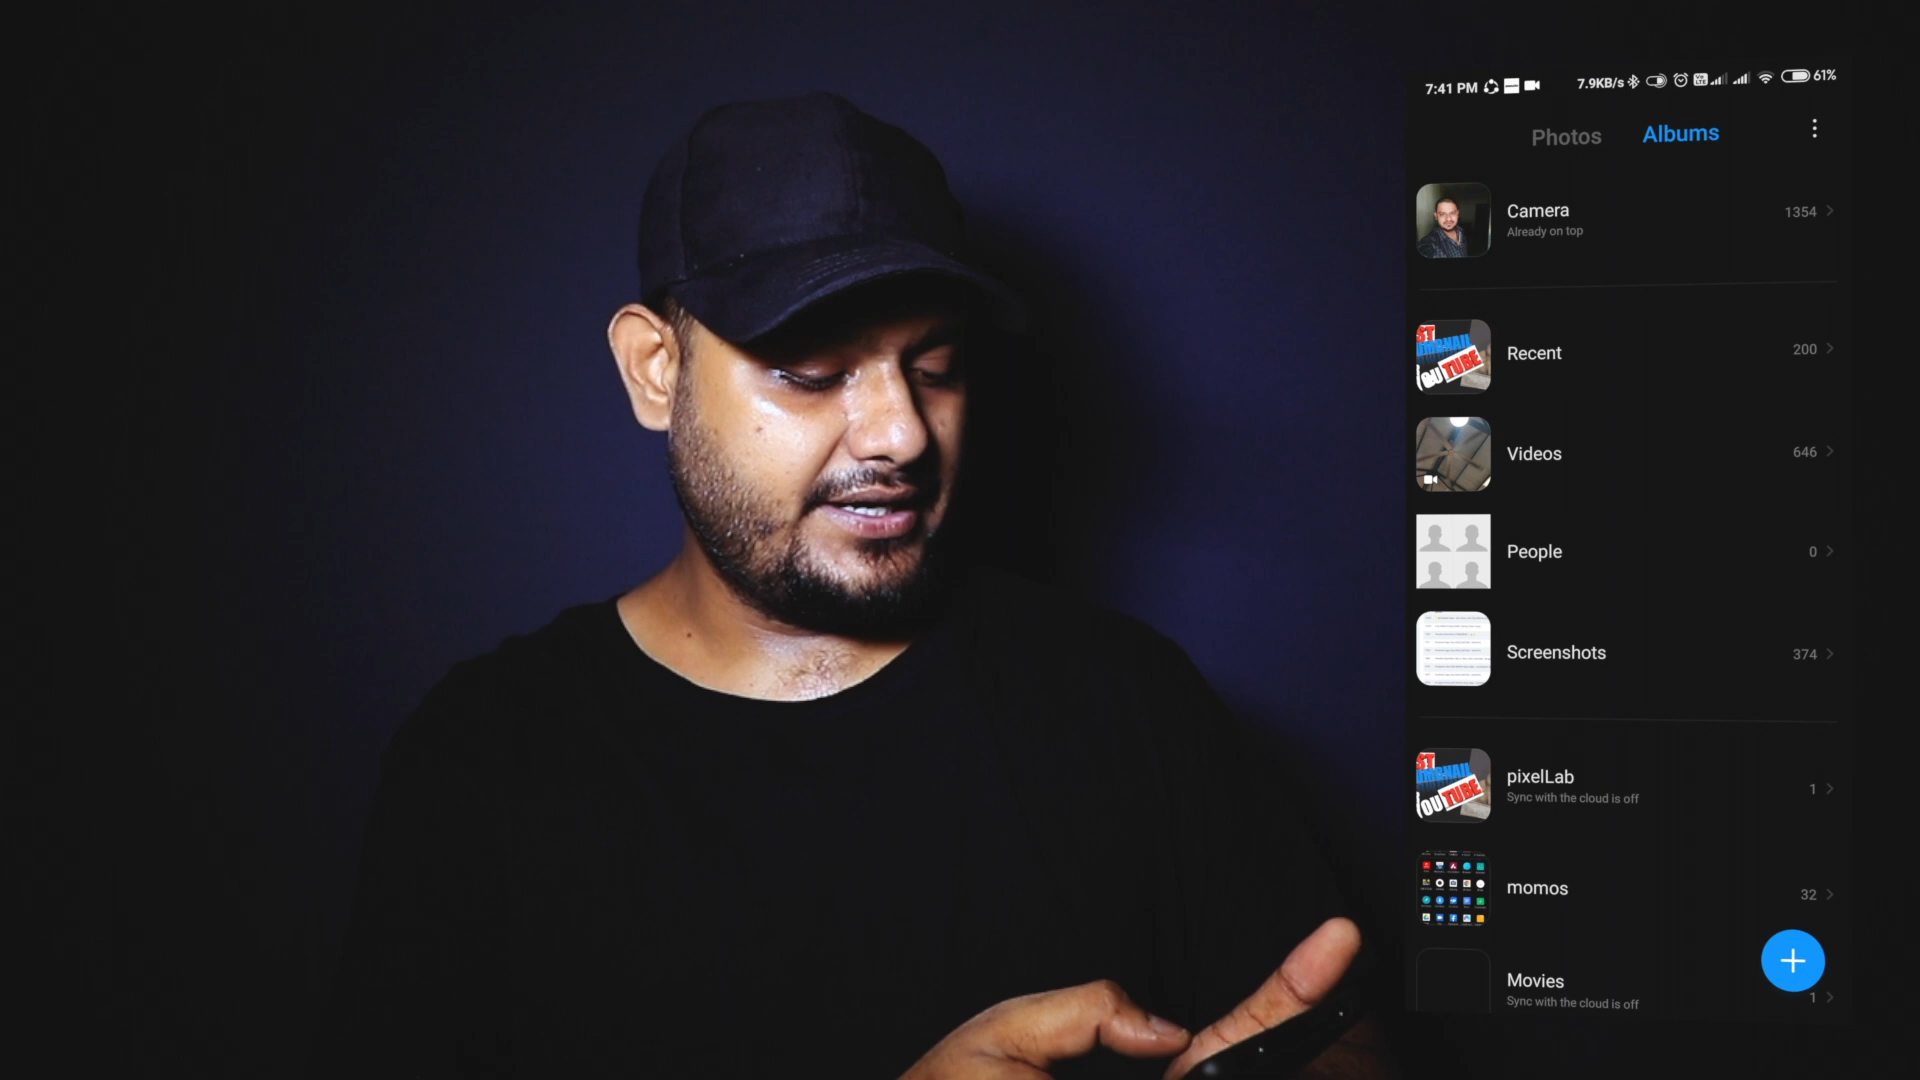 7:41 PM 7.9KB/s 61%
Photos Albums
Camera 1354
Already on top
Recent 200
Videos 646
People 0
Screenshots 374
pixelLab 1
Sync with the cloud is off
momos 32
Movies
Sync with the cloud is off 1
ST
YOUTUBE